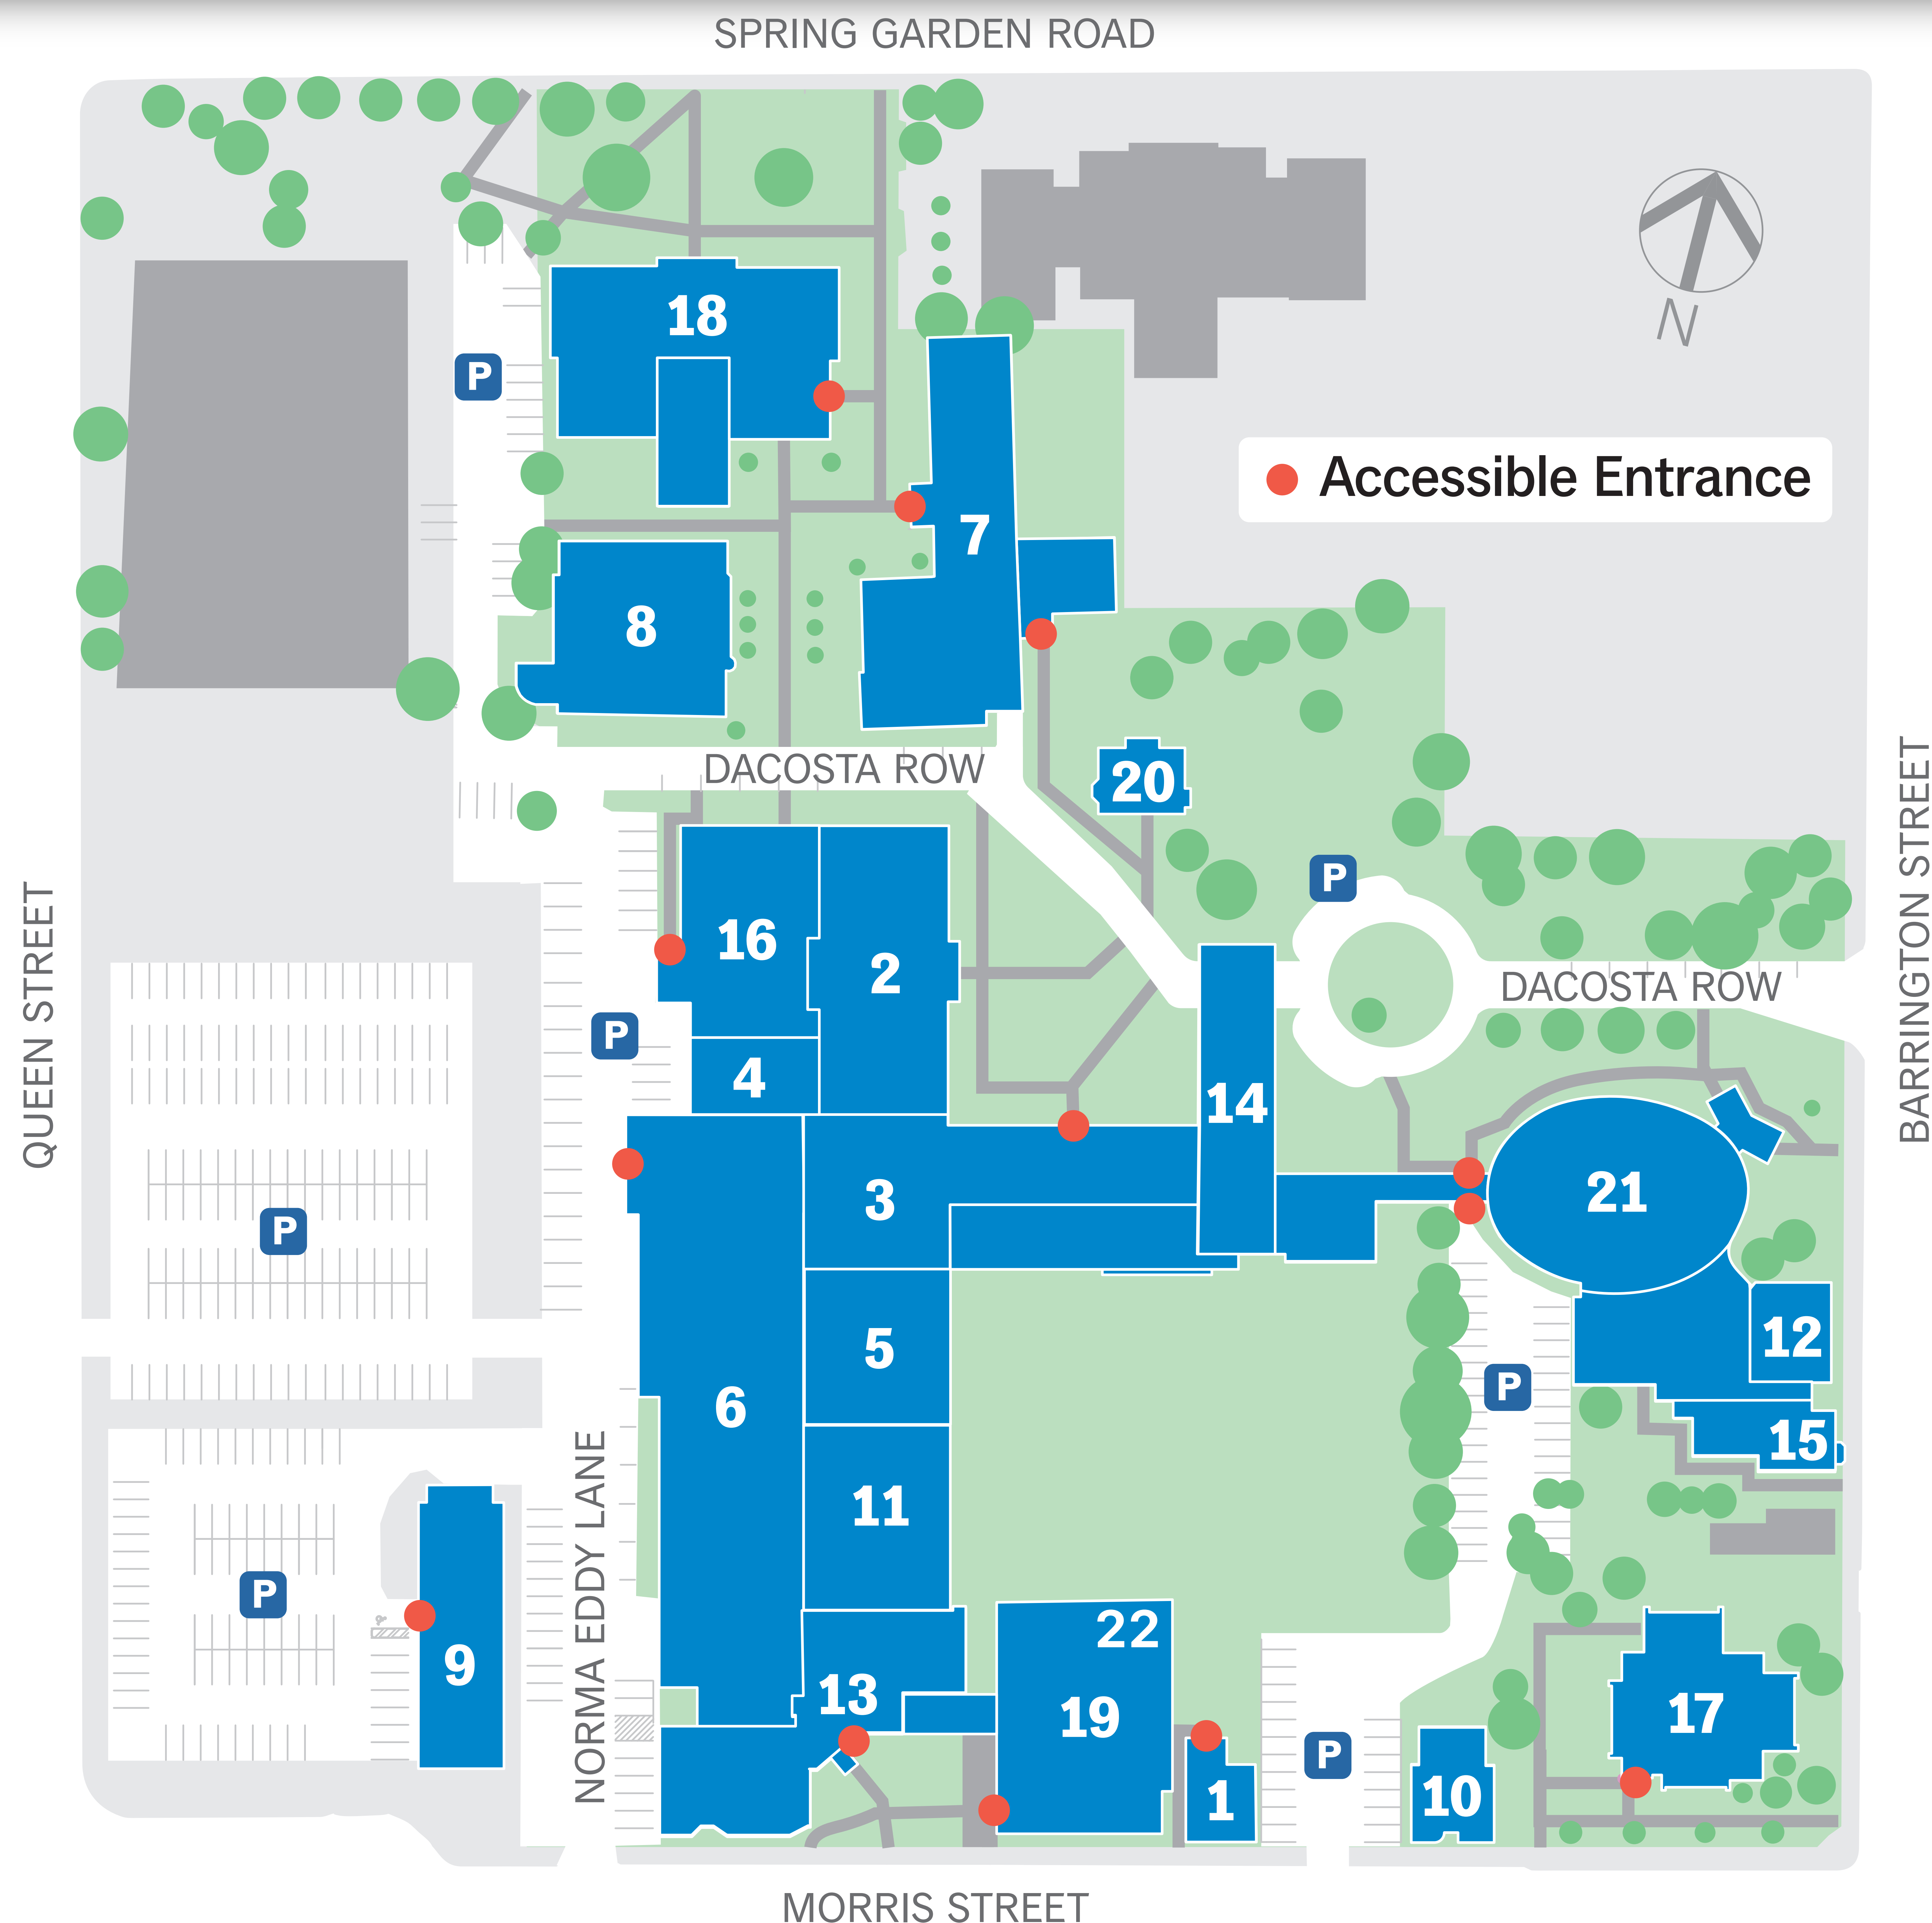 SPRING GARDEN ROAD
N
18
P
Accessible Entrance
7
8
DACOSTA ROW
20
P
16
2
DACOSTA ROW
QUEEN STREET
BARRINGTON STREET
P
4
14
3
21
P
5
12
6
P
15
11
NORMA EDDY LANE
P
22
9
13
19
17
P
1
10
MORRIS STREET